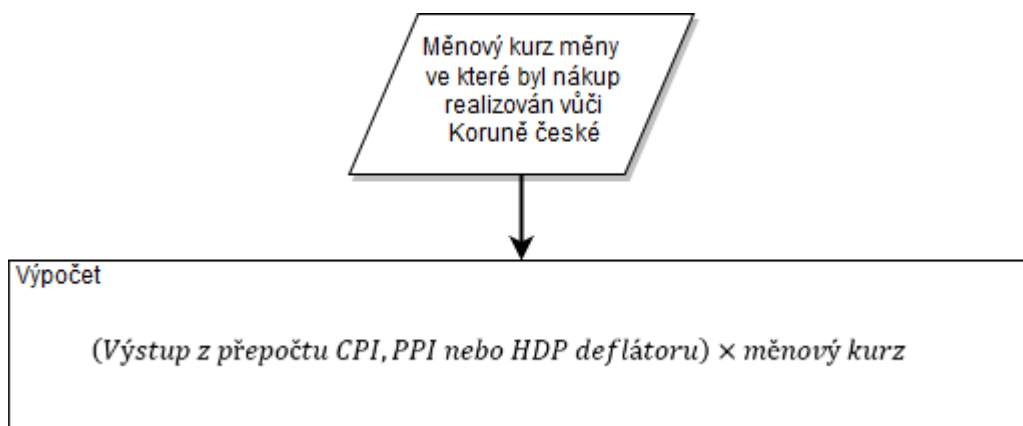 Měnový kurz měny
ve které byl nákup
realizován vůči
Koruně české
Výpočet
(Výstup z přepočtu CPI, PPI nebo HDP deflátoru) × měnový kurz